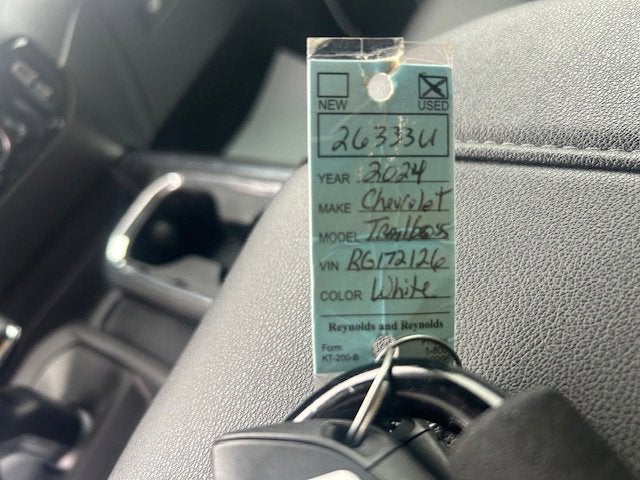 NEW USED
26333U
YEAR 2024
MAKE Chevrolet
MODEL Trailboss
VIN RG172126
COLOR White
Reynolds and Reynolds
Form
KT-200-B